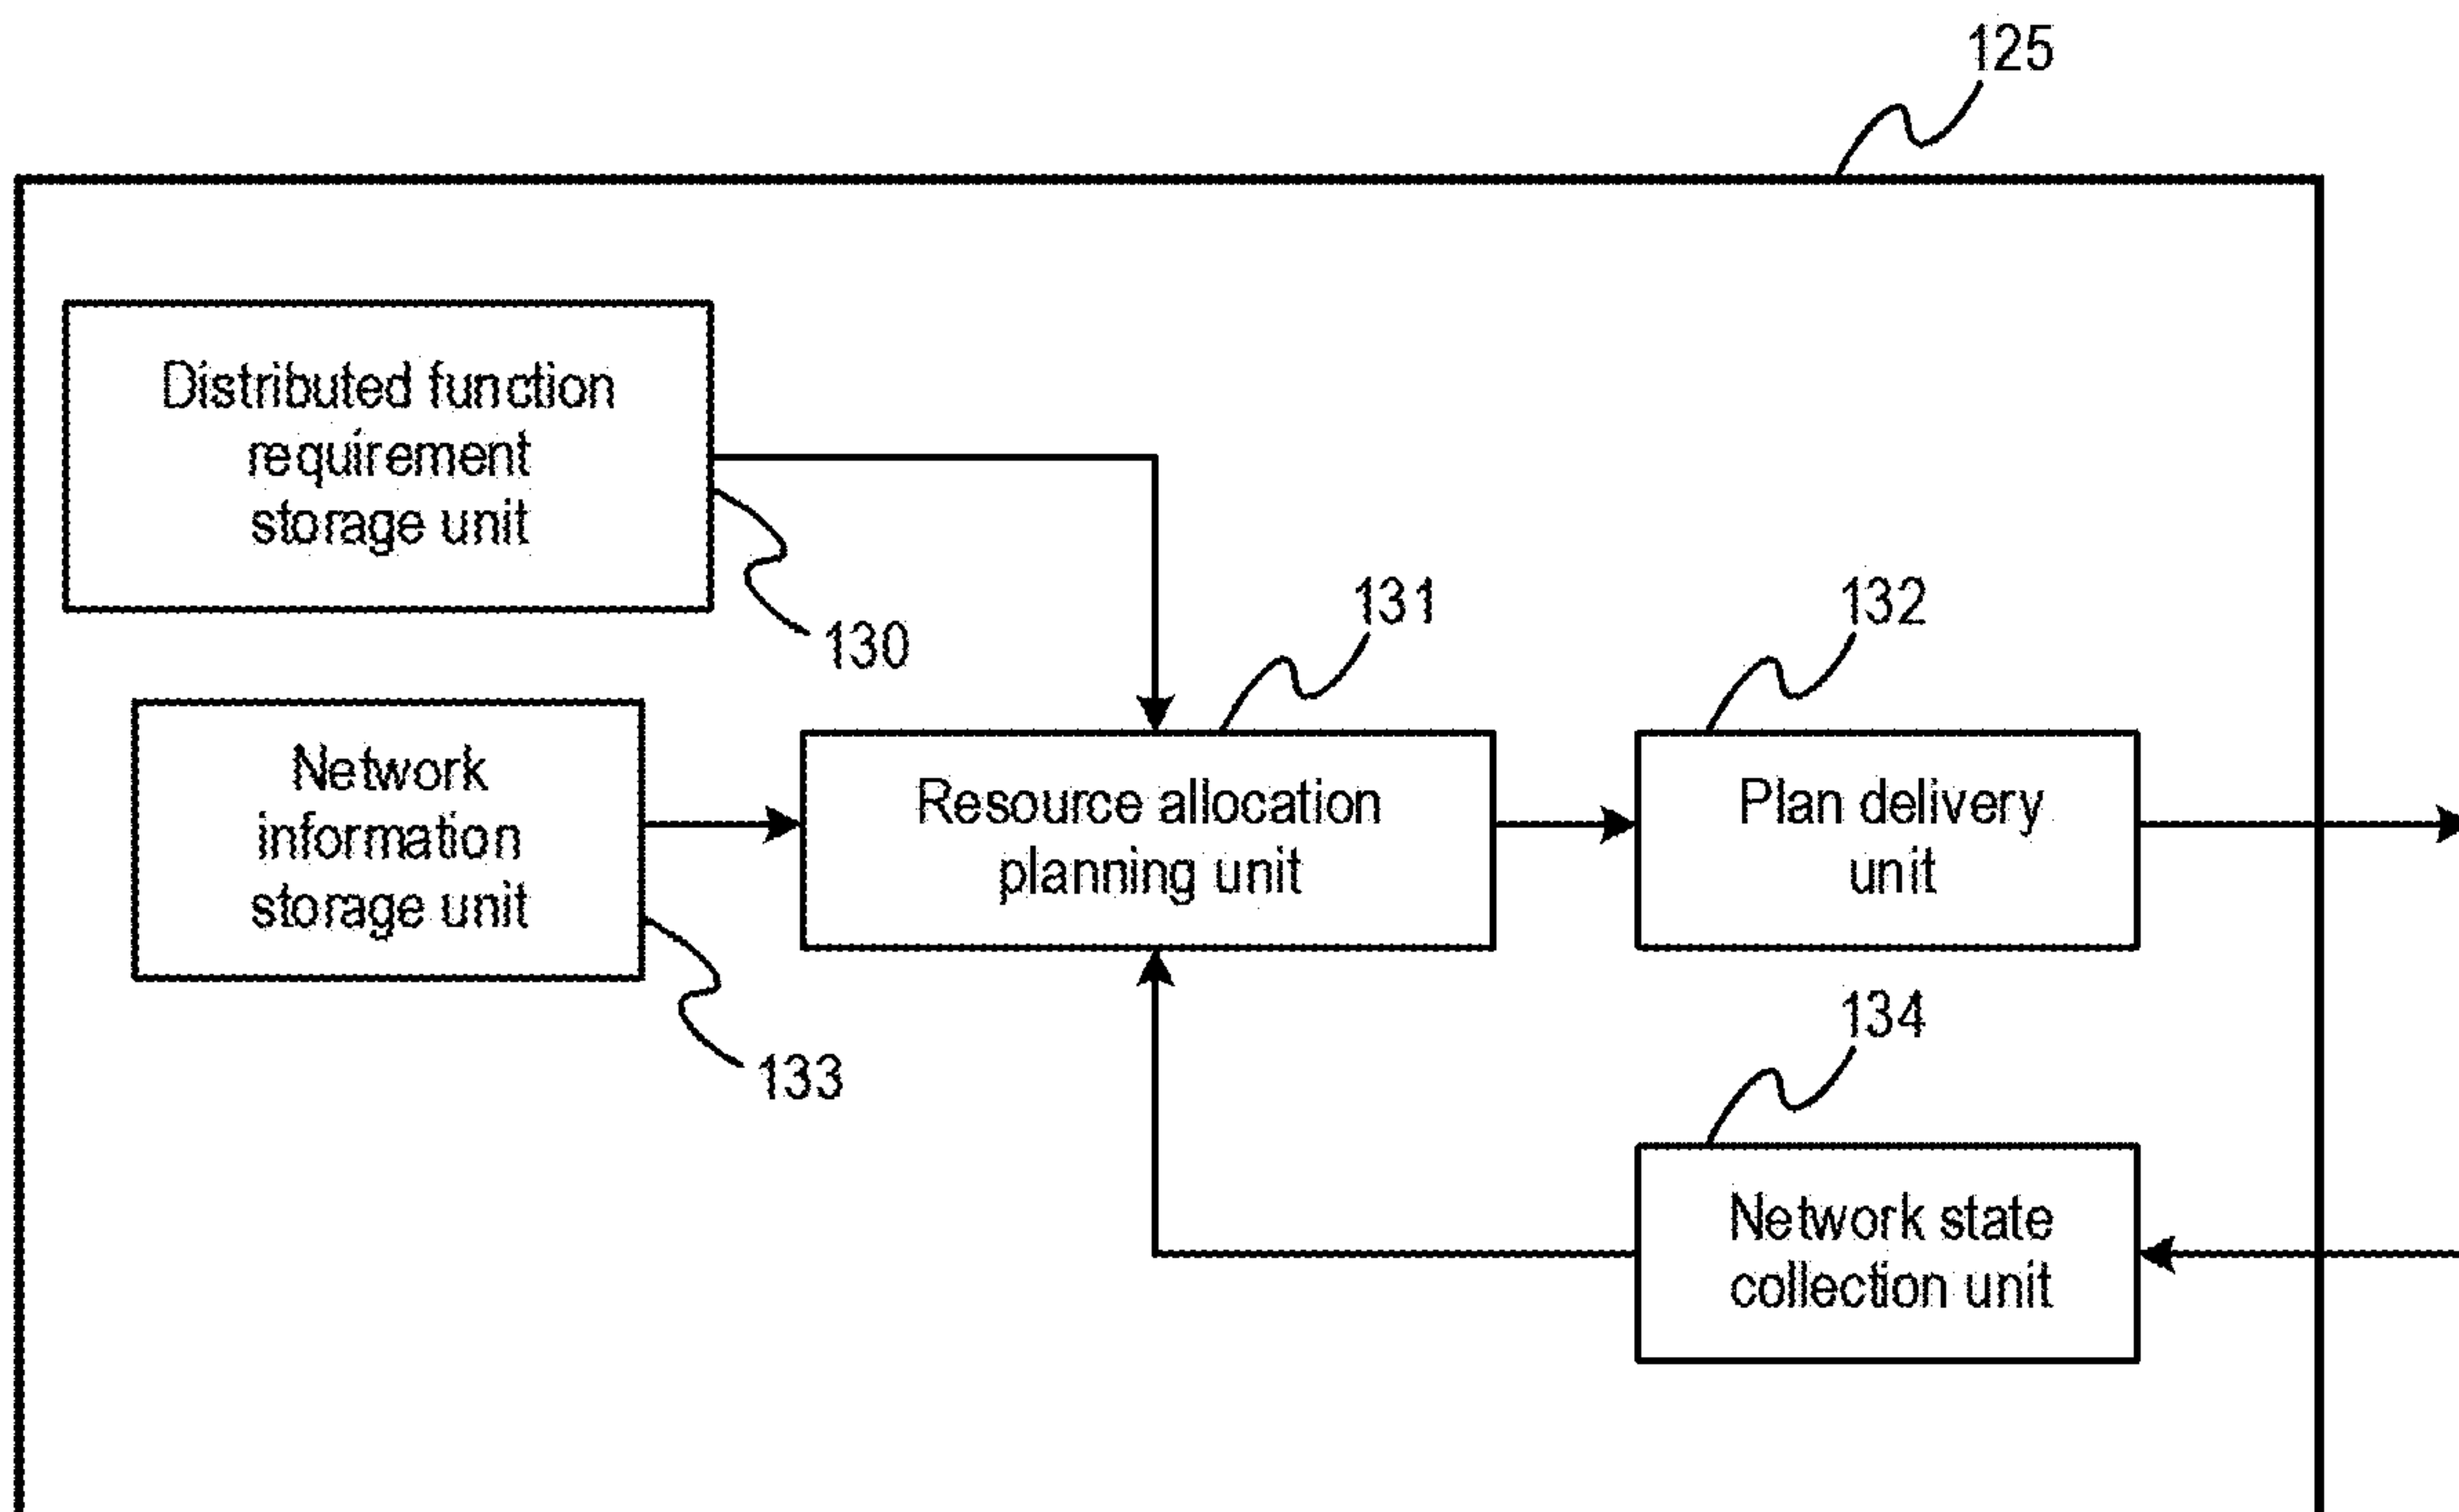 125
Distributed function
requirement
storage unit
130
131
132
Network
information
storage unit
133
Resource allocation
planning unit
Plan delivery
unit
134
Network state
collection unit